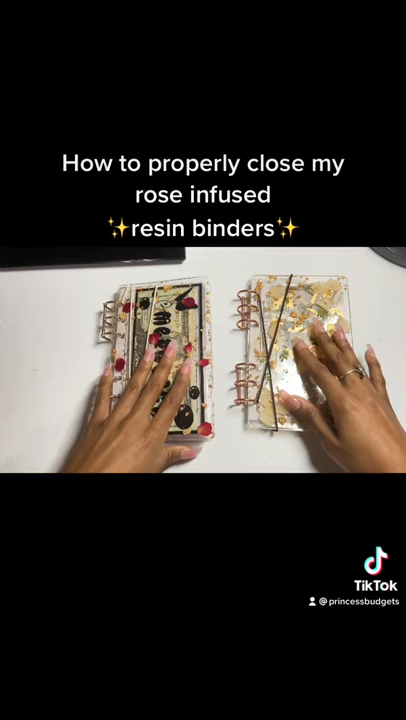 How to properly close my
rose infused
✨resin binders✨
TikTok
@princessbudgets